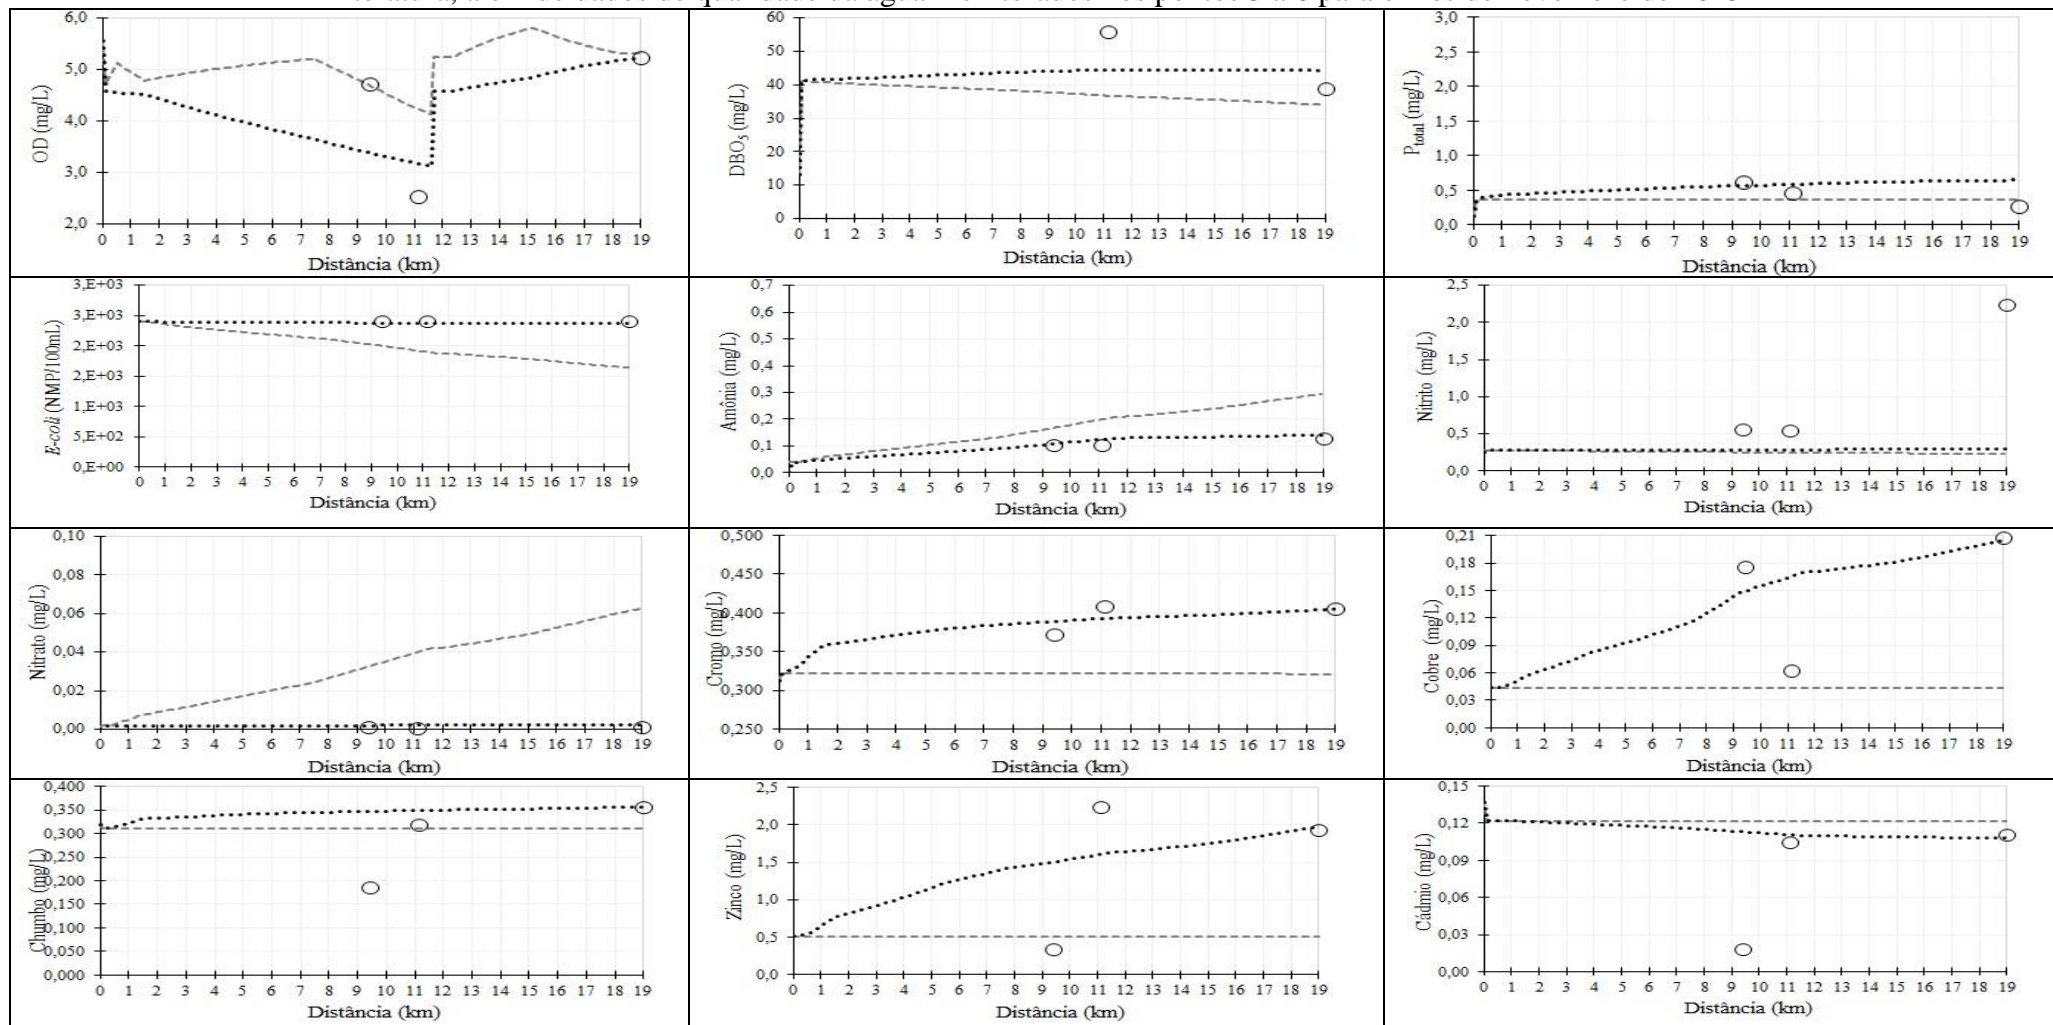 6,0
5,0
4,0
3,0
2,0
OD (mg/L)
0 1 2 3 4 5 6 7 8 9 10 11 12 13 14 15 16 17 18 19
Distância (km)
60
50
40
30
20
10
0
DBO5 (mg/L)
0 1 2 3 4 5 6 7 8 9 10 11 12 13 14 15 16 17 18 19
Distância (km)
3,0
2,5
2,0
1,5
1,0
0,5
0,0
Ptotal (mg/L)
0 1 2 3 4 5 6 7 8 9 10 11 12 13 14 15 16 17 18 19
Distância (km)
3,E+03
3,E+03
2,E+03
2,E+03
1,E+03
5,E+02
0,E+00
E-coli (NMP/100mL)
0 1 2 3 4 5 6 7 8 9 10 11 12 13 14 15 16 17 18 19
Distância (km)
0,7
0,6
0,5
0,4
0,3
0,2
0,1
0,0
Amônia (mg/L)
0 1 2 3 4 5 6 7 8 9 10 11 12 13 14 15 16 17 18 19
Distância (km)
2,5
2,0
1,5
1,0
0,5
0,0
Nitrito (mg/L)
0 1 2 3 4 5 6 7 8 9 10 11 12 13 14 15 16 17 18 19
Distância (km)
0,10
0,08
0,06
0,04
0,02
0,00
Nitrato (mg/L)
0 1 2 3 4 5 6 7 8 9 10 11 12 13 14 15 16 17 18 19
Distância (km)
0,500
0,450
0,400
0,350
0,300
0,250
Cromo (mg/L)
0 1 2 3 4 5 6 7 8 9 10 11 12 13 14 15 16 17 18 19
Distância (km)
0,21
0,18
0,15
0,12
0,09
0,06
0,03
0,00
Cobre (mg/L)
0 1 2 3 4 5 6 7 8 9 10 11 12 13 14 15 16 17 18 19
Distância (km)
0,400
0,350
0,300
0,250
0,200
0,150
0,100
0,050
0,000
Chumbo (mg/L)
0 1 2 3 4 5 6 7 8 9 10 11 12 13 14 15 16 17 18 19
Distância (km)
2,5
2,0
1,5
1,0
0,5
0,0
Zinco (mg/L)
0 1 2 3 4 5 6 7 8 9 10 11 12 13 14 15 16 17 18 19
Distância (km)
0,15
0,12
0,09
0,06
0,03
0,00
Cádmio (mg/L)
0 1 2 3 4 5 6 7 8 9 10 11 12 13 14 15 16 17 18 19
Distância (km)